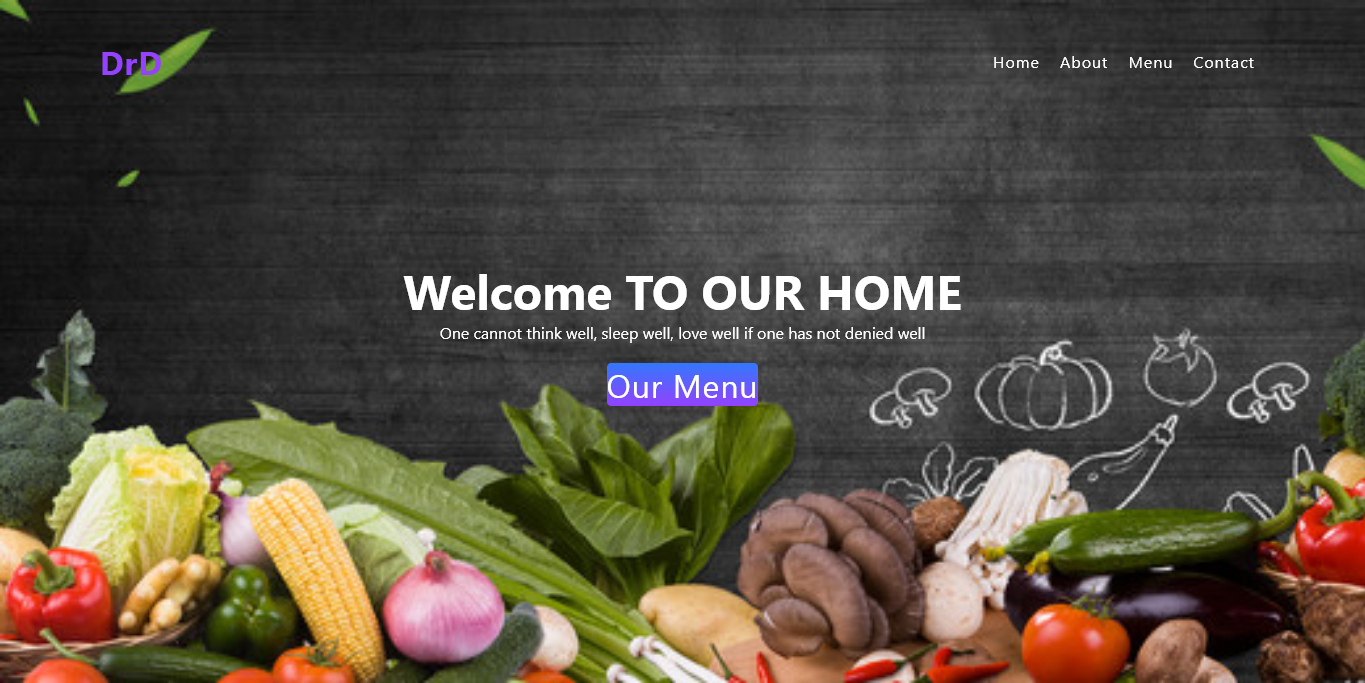 DrD
Home About Menu Contact
Welcome TO OUR HOME
One cannot think well, sleep well, love well if one has not denied well
Our Menu